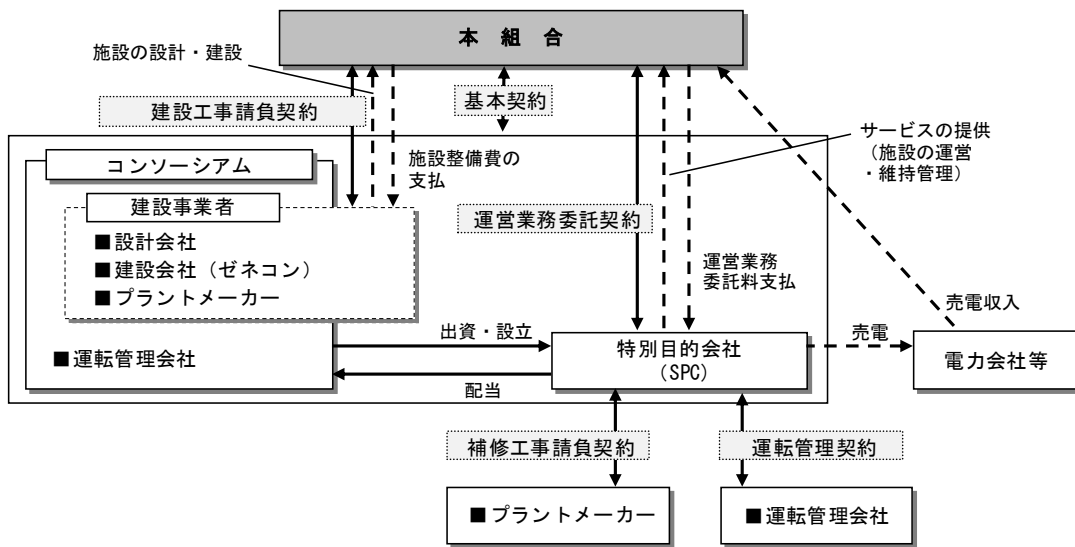 本 組 合
施設の設計・建設
建設工事請負契約
基本契約
サービスの提供
（施設の運営
・維持管理）
コンソーシアム
施設整備費の
支払
建設事業者
運営業務委託契約
■設計会社
■建設会社（ゼネコン）
■プラントメーカー
運営業務
委託料支払
売電収入
出資・設立
■運転管理会社
特別目的会社
（SPC）
売電
電力会社等
配当
補修工事請負契約
運転管理契約
■プラントメーカー
■運転管理会社